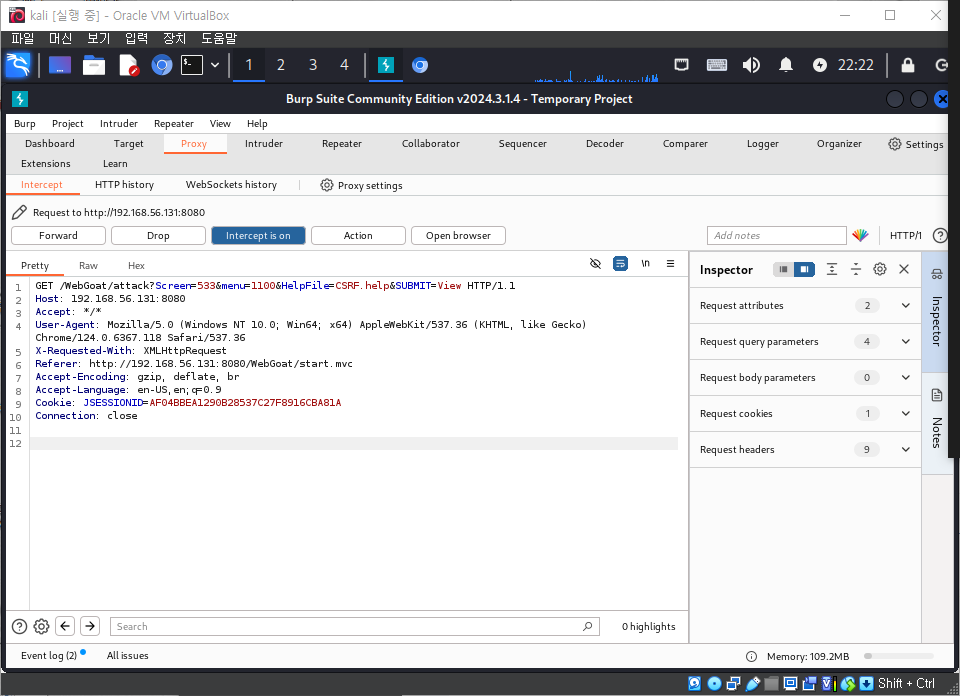 kali [실행 중] - Oracle VM VirtualBox
파일 머신 보기 입력 장치 도움말
1 2 3 4 22:22
Burp Suite Community Edition v2024.3.1.4 - Temporary Project
Burp Project Intruder Repeater View Help
Dashboard Target Proxy Intruder Repeater Collaborator Sequencer Decoder Comparer Logger Organizer Settings
Extensions Learn
Intercept HTTP history WebSockets history Proxy settings
Request to http://192.168.56.131:8080
Forward Drop Intercept is on Action Open browser Add notes HTTP/1
Pretty Raw Hex \n
1 GET /WebGoat/attack?Screen=533&menu=1100&HelpFile=CSRF.help&SUBMIT=View HTTP/1.1
2 Host: 192.168.56.131:8080
3 Accept: */*
4 User-Agent: Mozilla/5.0 (Windows NT 10.0; Win64; x64) AppleWebKit/537.36 (KHTML, like Gecko)
Chrome/124.0.6367.118 Safari/537.36
5 X-Requested-With: XMLHttpRequest
6 Referer: http://192.168.56.131:8080/WebGoat/start.mvc
7 Accept-Encoding: gzip, deflate, br
8 Accept-Language: en-US,en;q=0.9
9 Cookie: JSESSIONID=AF04BBEA1290B28537C27F8916CBA81A
10 Connection: close
11
12
Inspector
Request attributes 2
Request query parameters 4
Request body parameters 0
Request cookies 1
Request headers 9
Inspector
Notes
Search 0 highlights
Event log (2) All issues Memory: 109.2MB
Shift + Ctrl